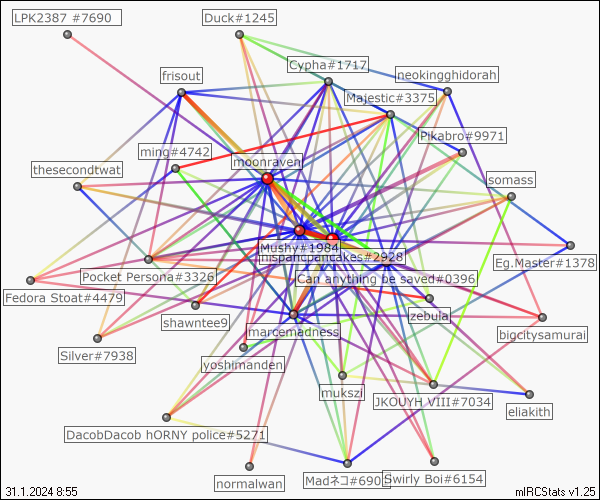 LPK2387 #7690
Duck#1245
Cypha#1717
frisout
neokingghidorah
Majestic#3375
Pikabro#9971
ming#4742
moonraven
thesecondtwat
somass
Mushy#1984
mispancpancakes#2928
Eg.Master#1378
Pocket Persona#3326
Can anything be saved#0396
Fedora Stoat#4479
zebula
shawntee9
marcemadness
biocitysamurai
Silver#7938
yoshimanden
mukszi
JKOUYH VIII#7034
eliakith
DacobDacob hORNY police#5271
Madネコ#690
Swirly Boi#6154
normalwan
31.1.2024 8:55
mIRCStats v1.25